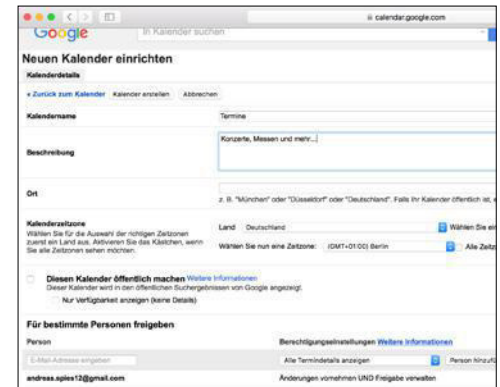 calendar.google.com
Google In Kalender suchen
Neuen Kalender einrichten
Kalenderdetails
« Zurück zum Kalender Kalender erstellen Abbrechen
Kalendername Termine
Konzerte, Messen und mehr...
Beschreibung
Ort
z. B. "München" oder "Düsseldorf" oder "Deutschland". Falls Ihr Kalender öffentlich ist,
Kalenderzeitzone
Wählen Sie für die Auswahl der richtigen Zeitzonen
zuerst ein Land aus. Aktivieren Sie das Kästchen, wenn
Sie alle Zeitzonen sehen möchten.
Land Deutschland Wählen Sie ein
Wählen Sie nun eine Zeitzone: (GMT+01:00) Berlin Alle Zeitz
Diesen Kalender öffentlich machen Weitere Informationen
Dieser Kalender wird in den öffentlichen Suchergebnissen von Google angezeigt.
Nur Verfügbarkeit anzeigen (keine Details)
Für bestimmte Personen freigeben
Person Berechtigungseinstellungen Weitere Informationen
E-Mail-Adresse eingeben Alle Termindetails anzeigen Person hinzufü
andreas.spies12@gmail.com Änderungen vornehmen UND Freigabe verwalten